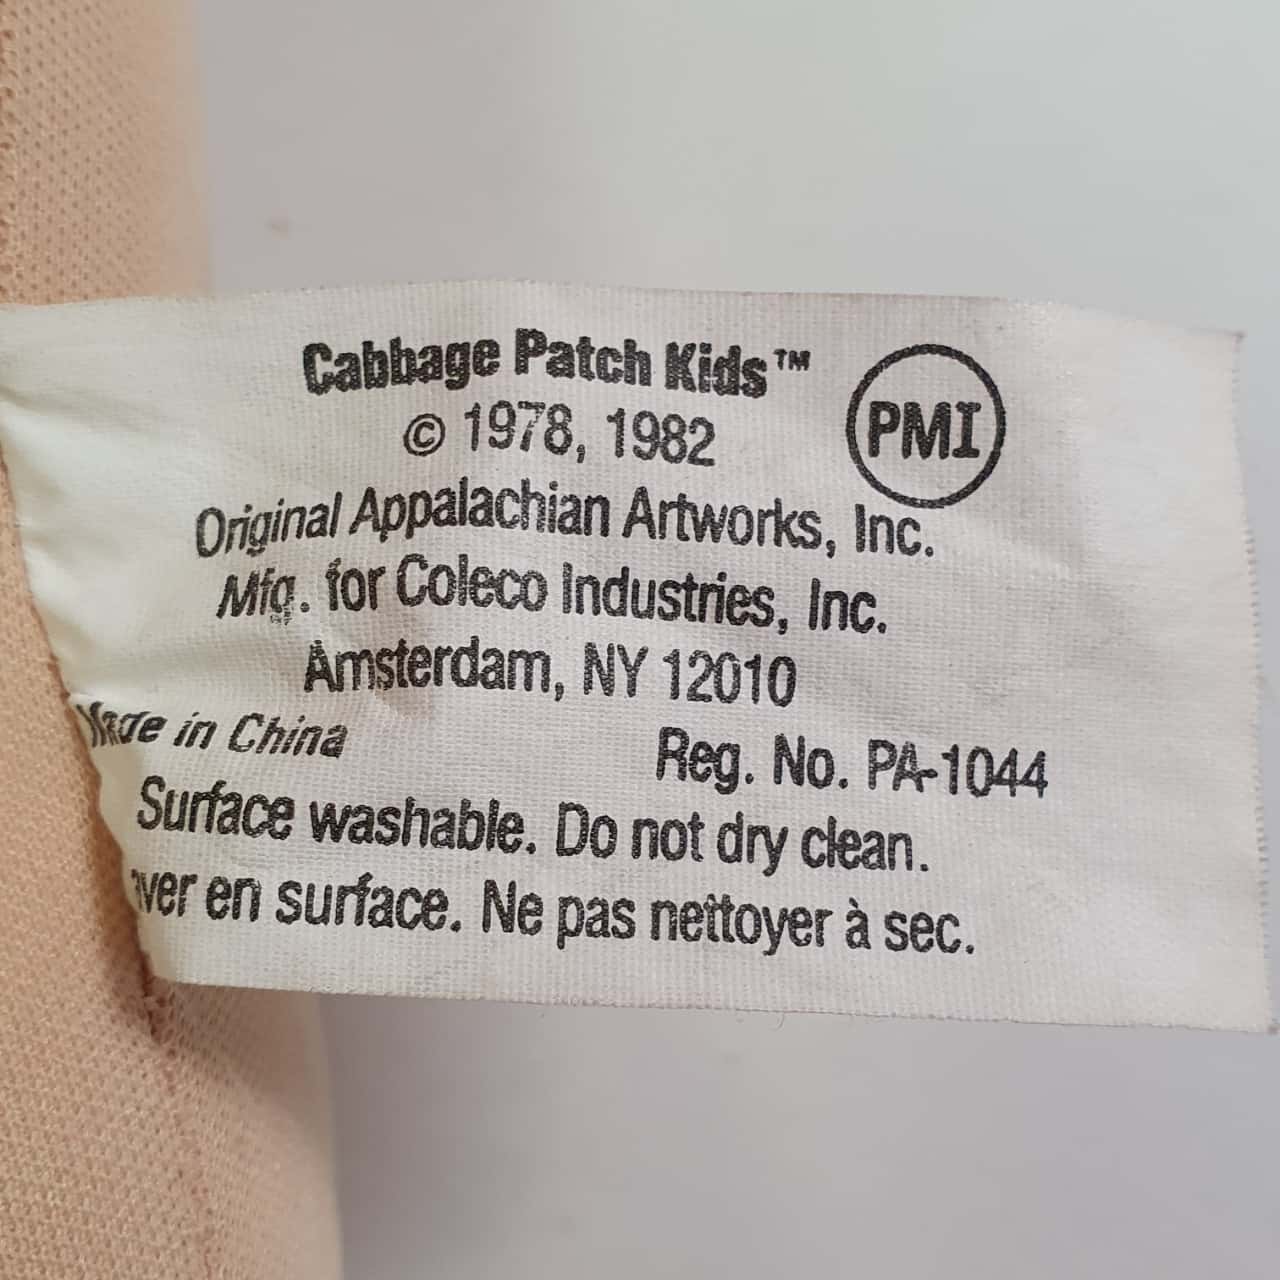 Cabbage Patch Kids™
PMI
© 1978, 1982
Original Appalachian Artworks, Inc.
Mfg. for Coleco Industries, Inc.
Amsterdam, NY 12010
Made in China
Reg. No. PA-1044
Surface washable. Do not dry clean.
en surface. Ne pas nettoyer à sec.